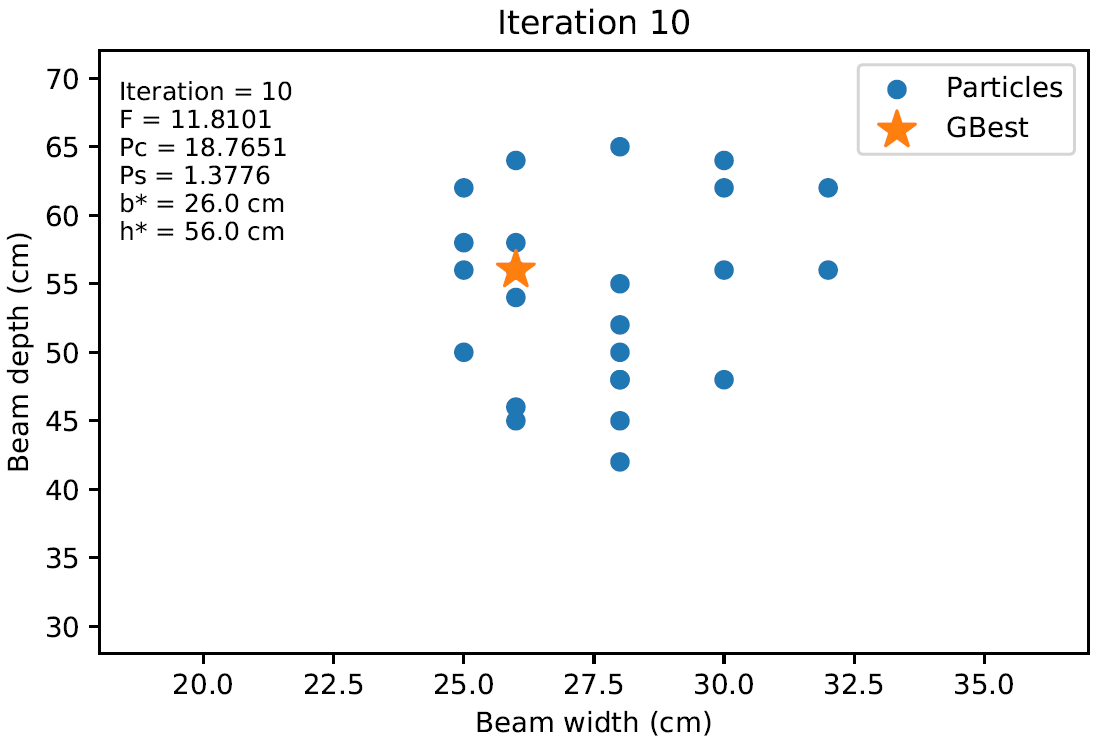 Iteration 10
Iteration = 10
F = 11.8101
Pc = 18.7651
Ps = 1.3776
b* = 26.0 cm
h* = 56.0 cm
Particles
GBest
Beam depth (cm)
70
65
60
55
50
45
40
35
30
20.0 22.5 25.0 27.5 30.0 32.5 35.0
Beam width (cm)